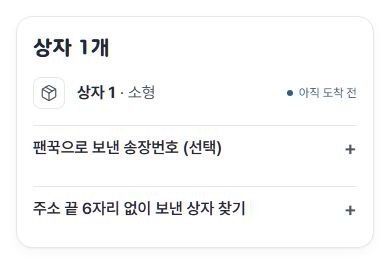 상자 1개
상자 1 · 소형
아직 도착 전
팬꾹으로 보낸 송장번호 (선택)
+
주소 끝 6자리 없이 보낸 상자 찾기
+